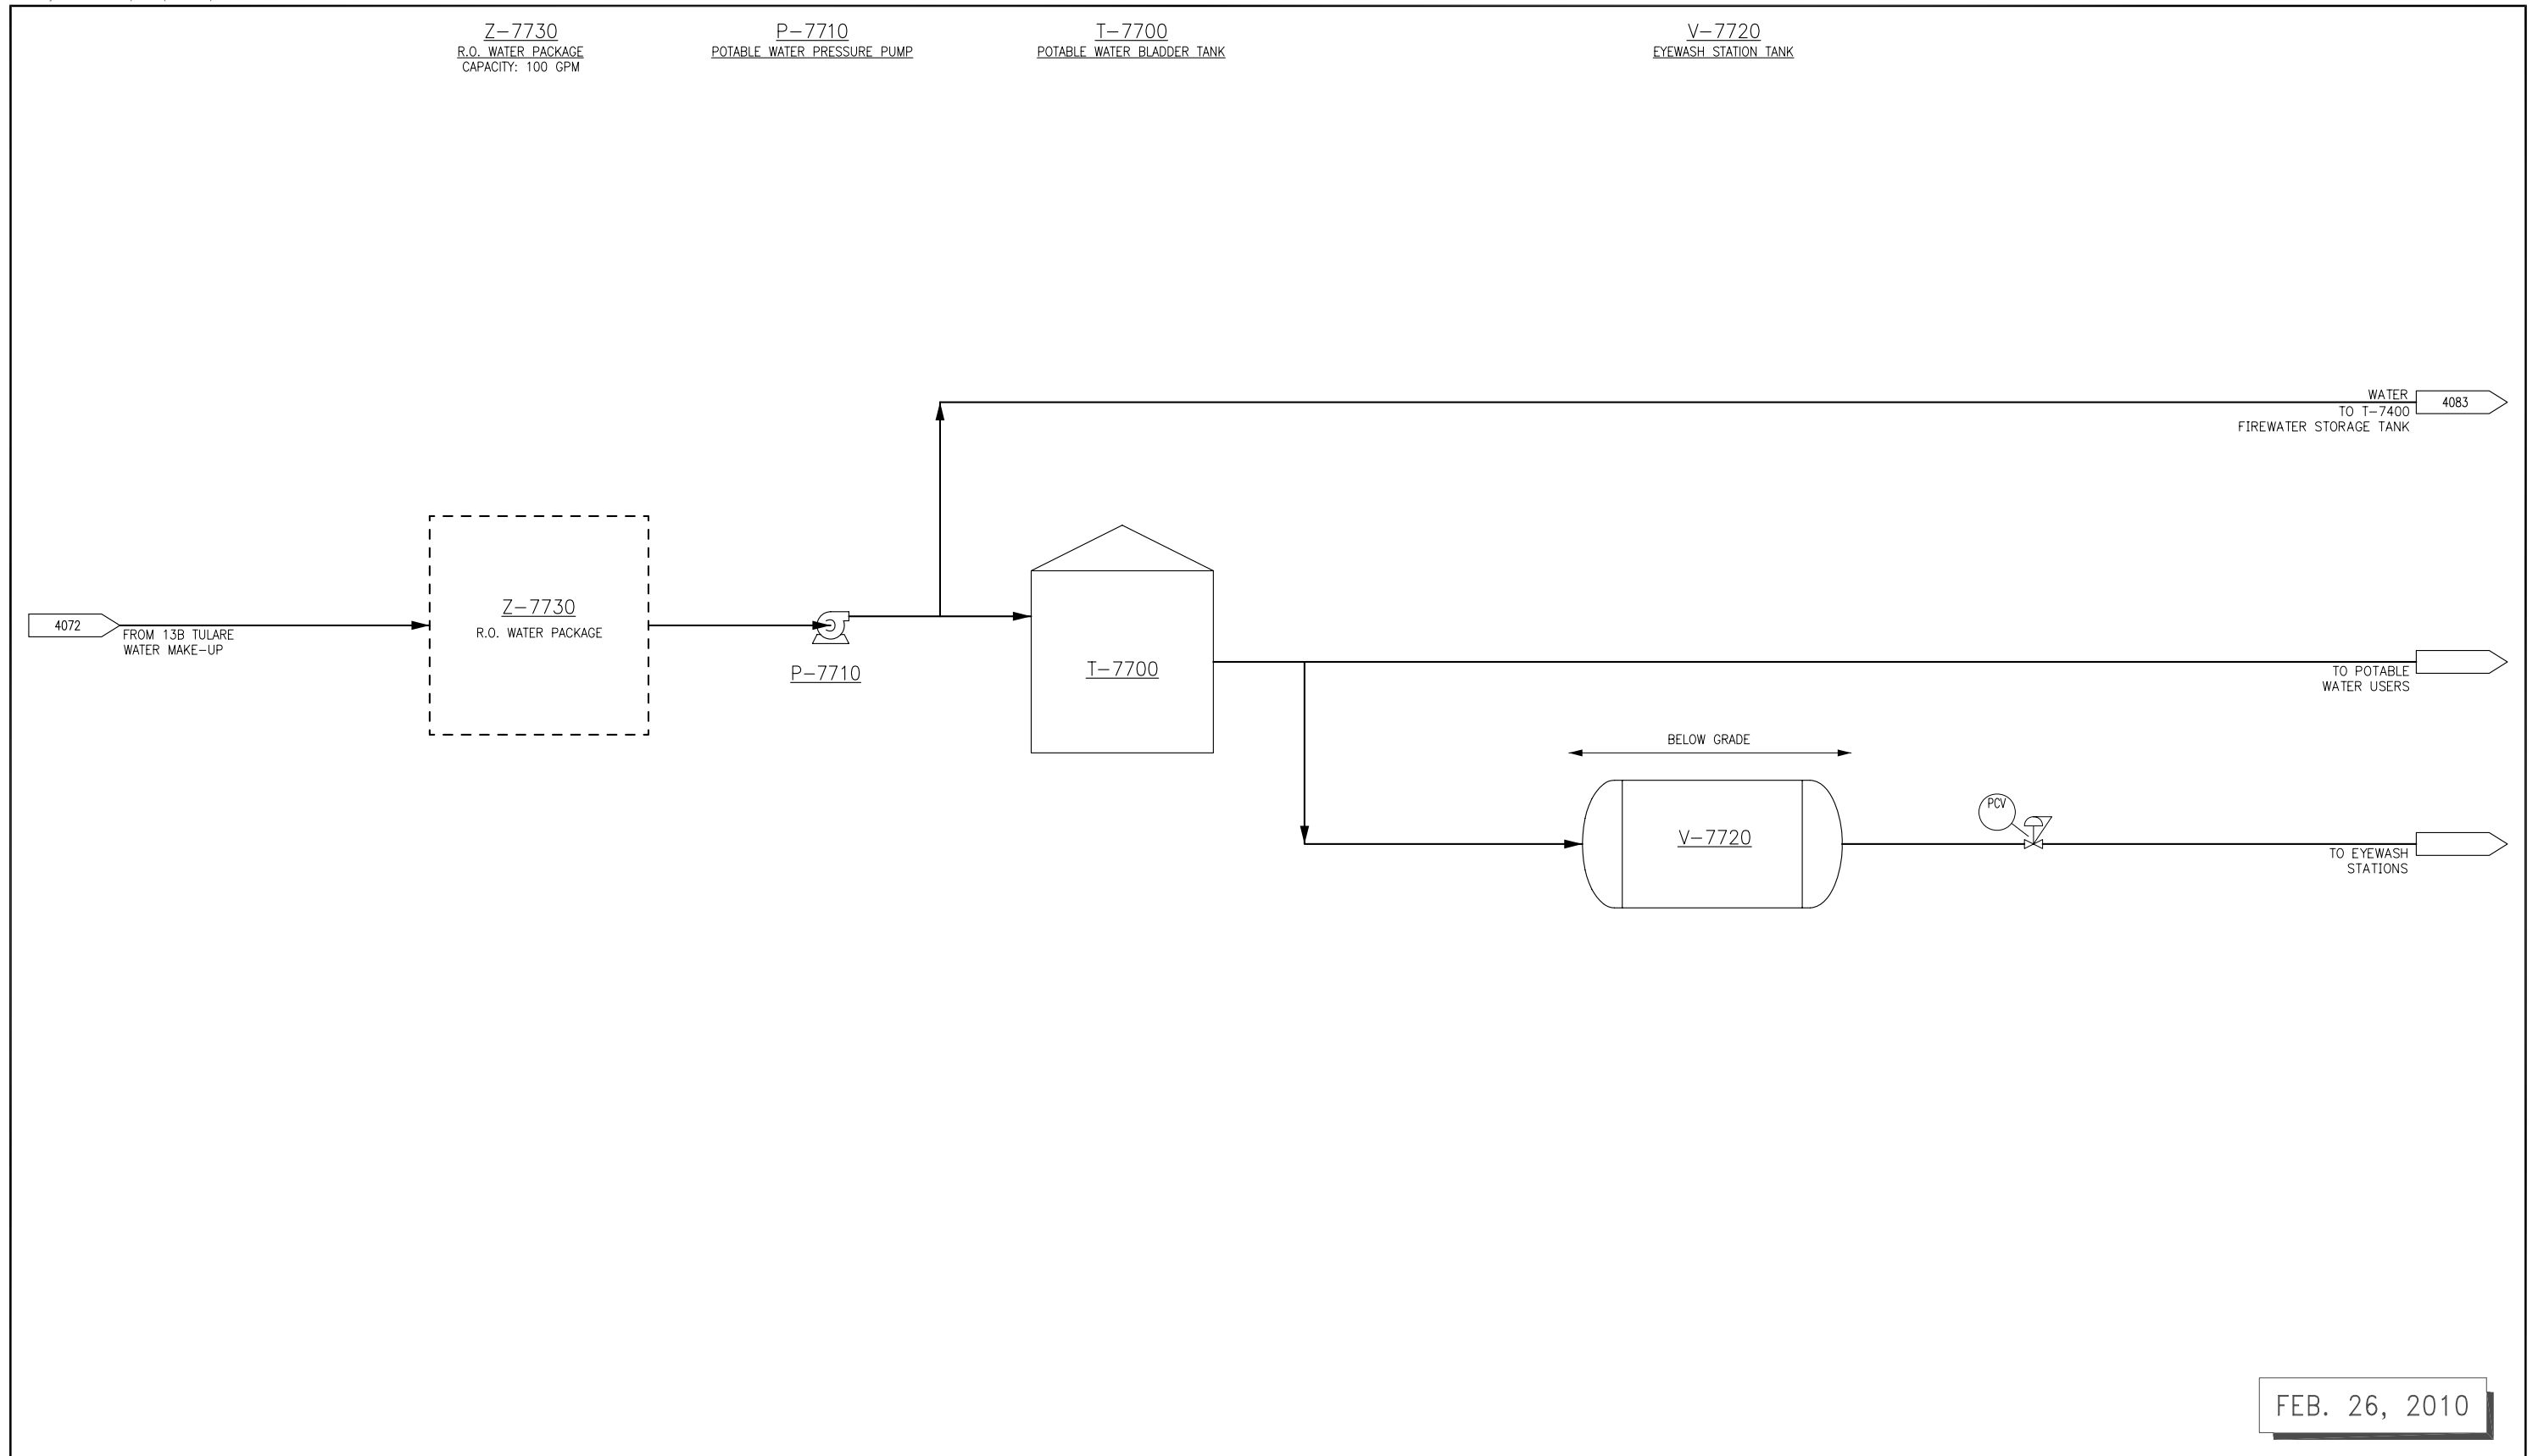 Z-7730
R.O. WATER PACKAGE
CAPACITY: 100 GPM
P-7710
POTABLE WATER PRESSURE PUMP
T-7700
POTABLE WATER BLADDER TANK
V-7720
EYEWASH STATION TANK
WATER
TO T-7400
FIREWATER STORAGE TANK
4083
4072
FROM 13B TULARE
WATER MAKE-UP
Z-7730
R.O. WATER PACKAGE
P-7710
T-7700
TO POTABLE
WATER USERS
BELOW GRADE
V-7720
PCV
TO EYEWASH
STATIONS
FEB. 26, 2010